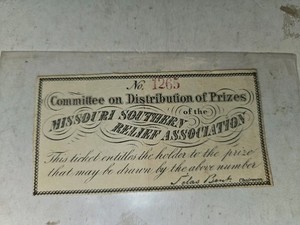 No. 1265
Committee on Distribution of Prizes
of the
MISSOURI SOUTHERN
RELIEF ASSOCIATION
This ticket entitles the holder to the prize
that may be drawn by the above number